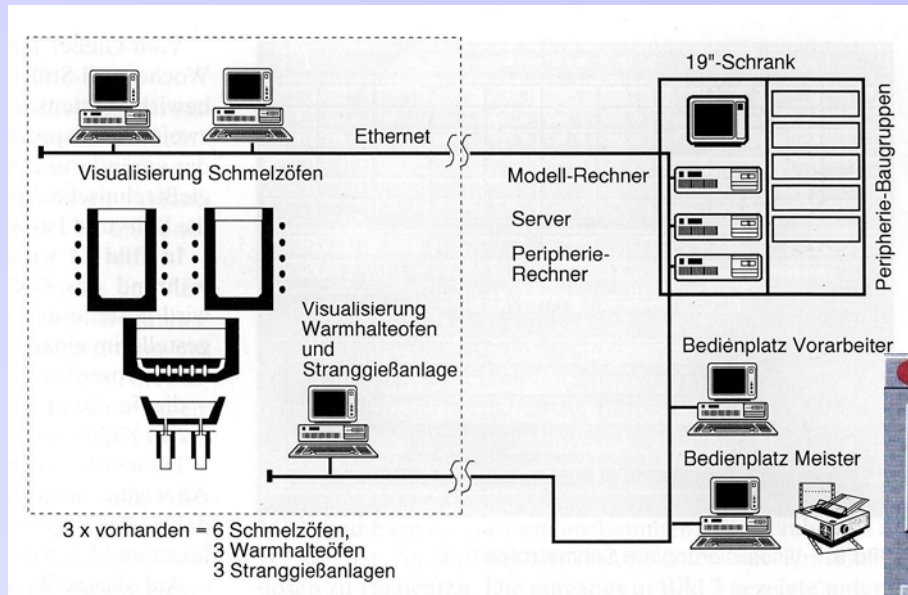 19"-Schrank
Ethernet
Visualisierung Schmelzöfen
Modell-Rechner
Server
Peripherie-
Rechner
Peripherie-Baugruppen
Visualisierung
Warmhalteofen
und
Stranggießanlage
Bedienplatz Vorarbeiter
Bedienplatz Meister
3 x vorhanden = 6 Schmelzöfen,
3 Warmhalteöfen
3 Stranggießanlagen